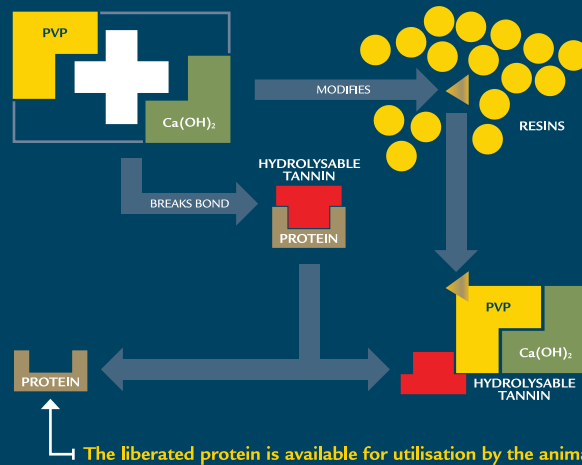 PVP
Ca(OH)₂
MODIFIES
RESINS
HYDROLYSABLE
TANNIN
BREAKS BOND
PROTEIN
PVP
Ca(OH)₂
PROTEIN
HYDROLYSABLE
TANNIN
The liberated protein is available for utilisation by the anima